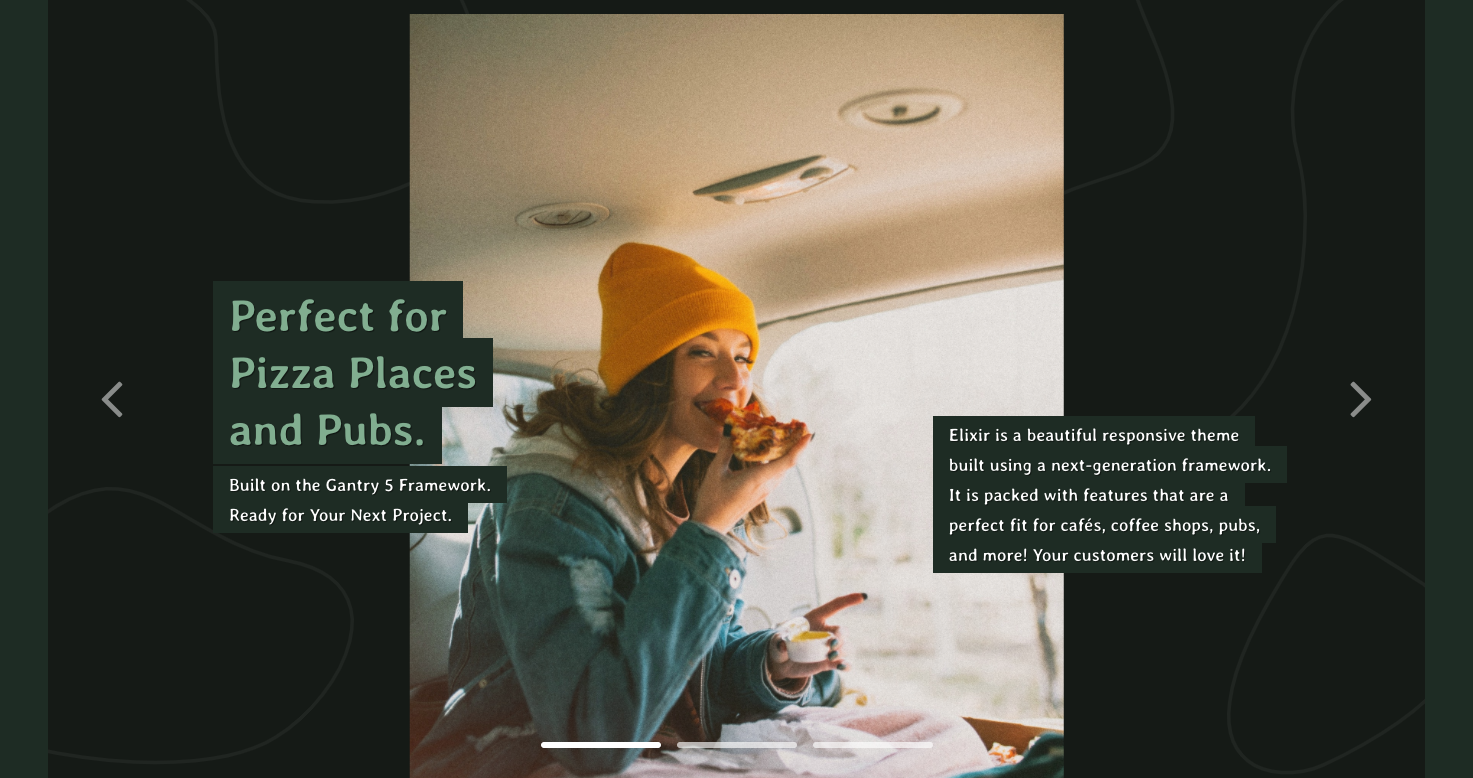 Perfect for
Pizza Places
and Pubs.
Built on the Gantry 5 Framework.
Ready for Your Next Project.
Elixir is a beautiful responsive theme
built using a next-generation framework.
It is packed with features that are a
perfect fit for cafés, coffee shops, pubs,
and more! Your customers will love it!